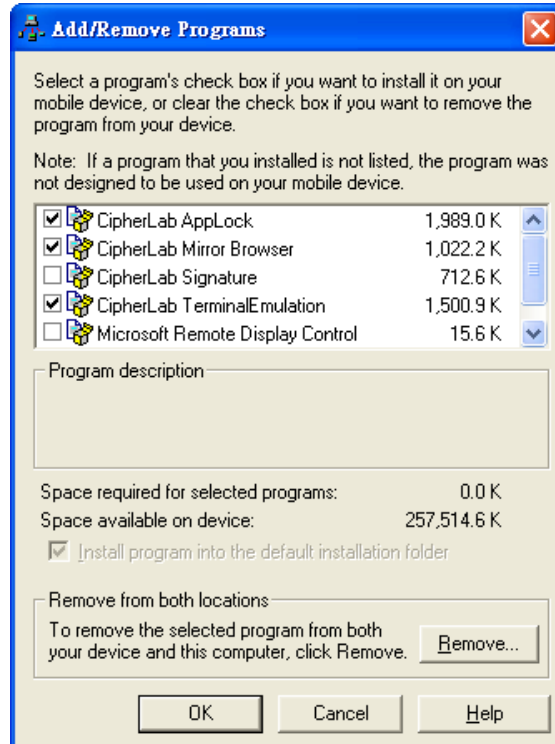 Add/Remove Programs
Select a program's check box if you want to install it on your
mobile device, or clear the check box if you want to remove the
program from your device.
Note:  If a program that you installed is not listed, the program was
not designed to be used on your mobile device.
CipherLab AppLock 1,989.0 K
CipherLab Mirror Browser 1,022.2 K
CipherLab Signature 712.6 K
CipherLab TerminalEmulation 1,500.9 K
Microsoft Remote Display Control 15.6 K
Program description
Space required for selected programs: 0.0 K
Space available on device: 257,514.6 K
Install program into the default installation folder
Remove from both locations
To remove the selected program from both
your device and this computer, click Remove.
Remove...
OK Cancel Help